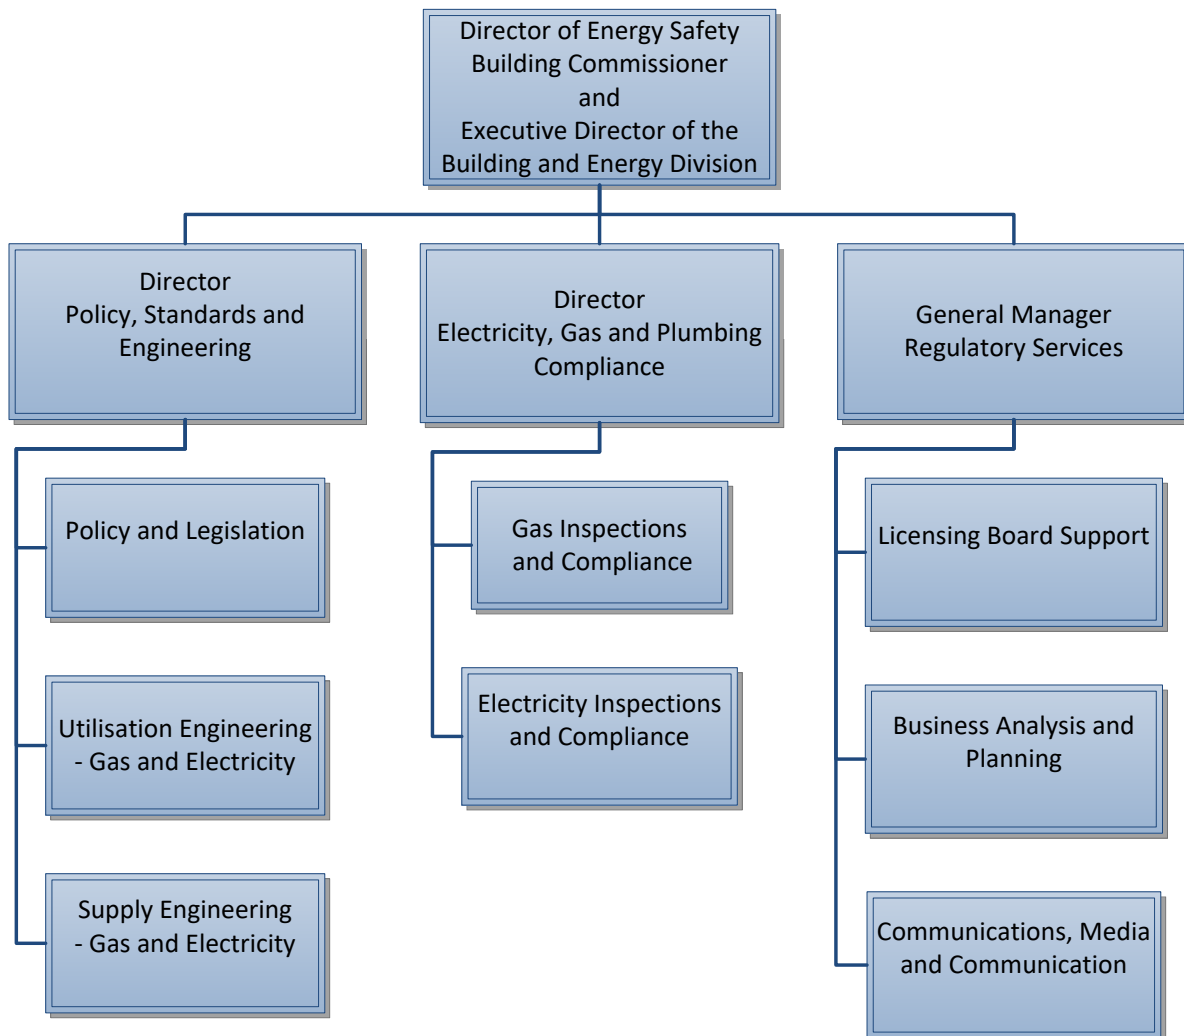 Director of Energy Safety
Building Commissioner
and
Executive Director of the
Building and Energy Division
Director
Policy, Standards and
Engineering
Director
Electricity, Gas and Plumbing
Compliance
General Manager
Regulatory Services
Policy and Legislation
Utilisation Engineering
- Gas and Electricity
Supply Engineering
- Gas and Electricity
Gas Inspections
and Compliance
Electricity Inspections
and Compliance
Licensing Board Support
Business Analysis and
Planning
Communications, Media
and Communication